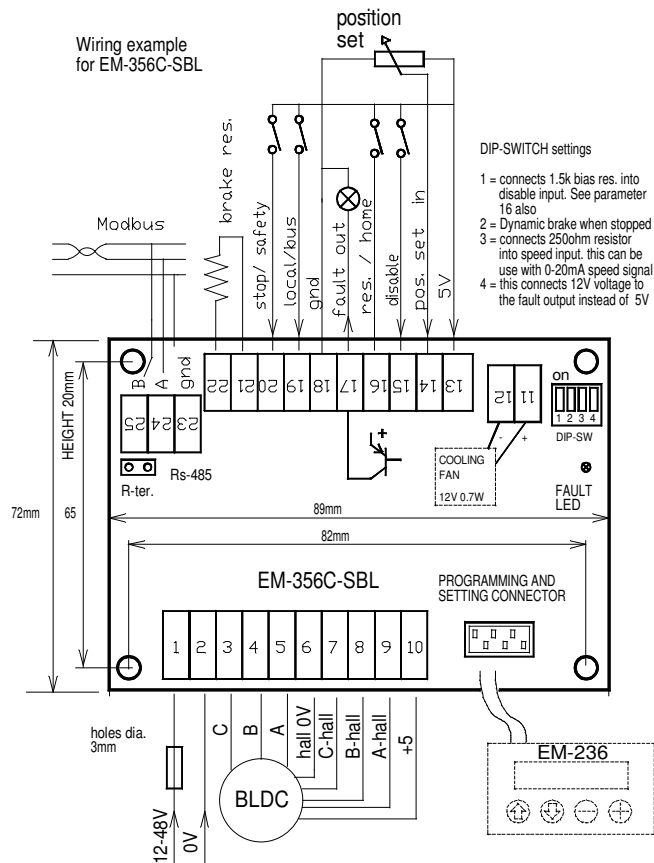 Wiring example
for EM-356C-SBL
position
set
DIP-SWITCH settings
1 = connects 1.5k bias res. into
disable input. See parameter
16 also
2 = Dynamic brake when stopped
3 = connects 250ohm resistor
into speed input. this can be
use with 0-20mA speed signal
4 = this connects 12V voltage to
the fault output instead of 5V
Modbus
brake res.
stop/ safety
local/bus
gnd
fault out
res. / home
disable
pos. set in
5V
B
A
gnd
25
24
23
22
21
20
19
18
17
16
15
14
13
12
11
on
1 2 3 4
DIP-SW
R-ter.
Rs-485
- +
COOLING
FAN
12V 0.7W
FAULT
LED
+
HEIGHT 20mm
72mm
65
89mm
82mm
EM-356C-SBL
PROGRAMMING AND
SETTING CONNECTOR
1
2
3
4
5
6
7
8
9
10
holes dia.
3mm
12-48V
0V
C
B
A
hall 0V
C-hall
B-hall
A-hall
+5
BLDC
EM-236